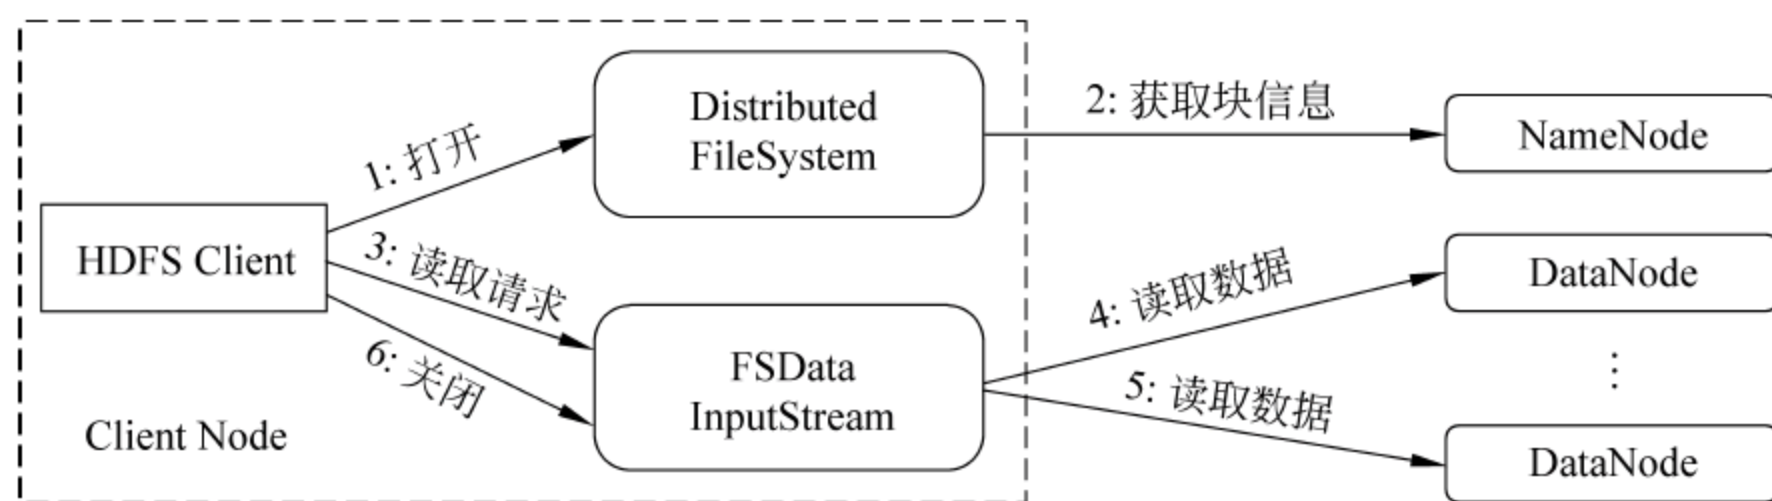 Distributed
FileSystem
2: 获取块信息
NameNode
1: 打开
HDFS Client
3: 读取请求
4: 读取数据
DataNode
⋮
6: 关闭
FSData
InputStream
5: 读取数据
Client Node
DataNode